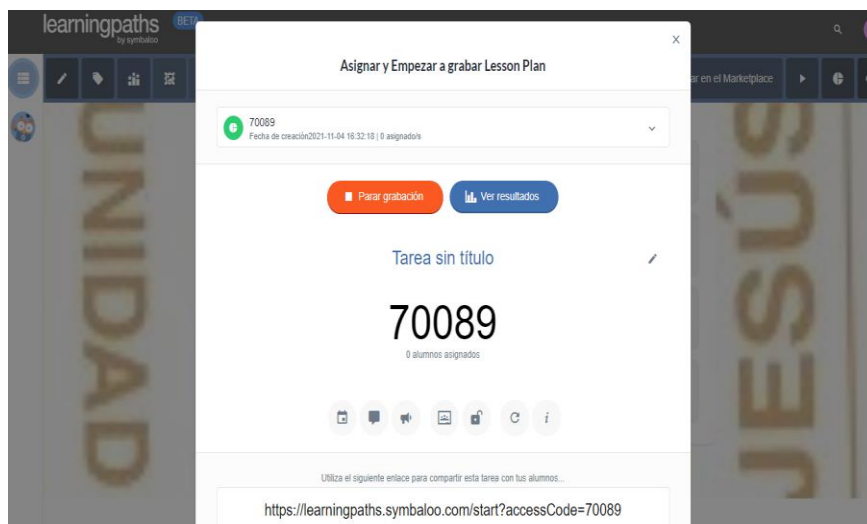 learningpaths
BETA
by symbaloo
X
Asignar y Empezar a grabar Lesson Plan
ar en el Marketplace
70089
Fecha de creación2021-11-04 16:32:18 | 0 asignado/s
Parar grabación
Ver resultados
Tarea sin título
70089
0 alumnos asignados
i
Utiliza el siguiente enlace para compartir esta tarea con tus alumnos...
https://learningpaths.symbaloo.com/start?accessCode=70089
UNIDAD
JESÚS